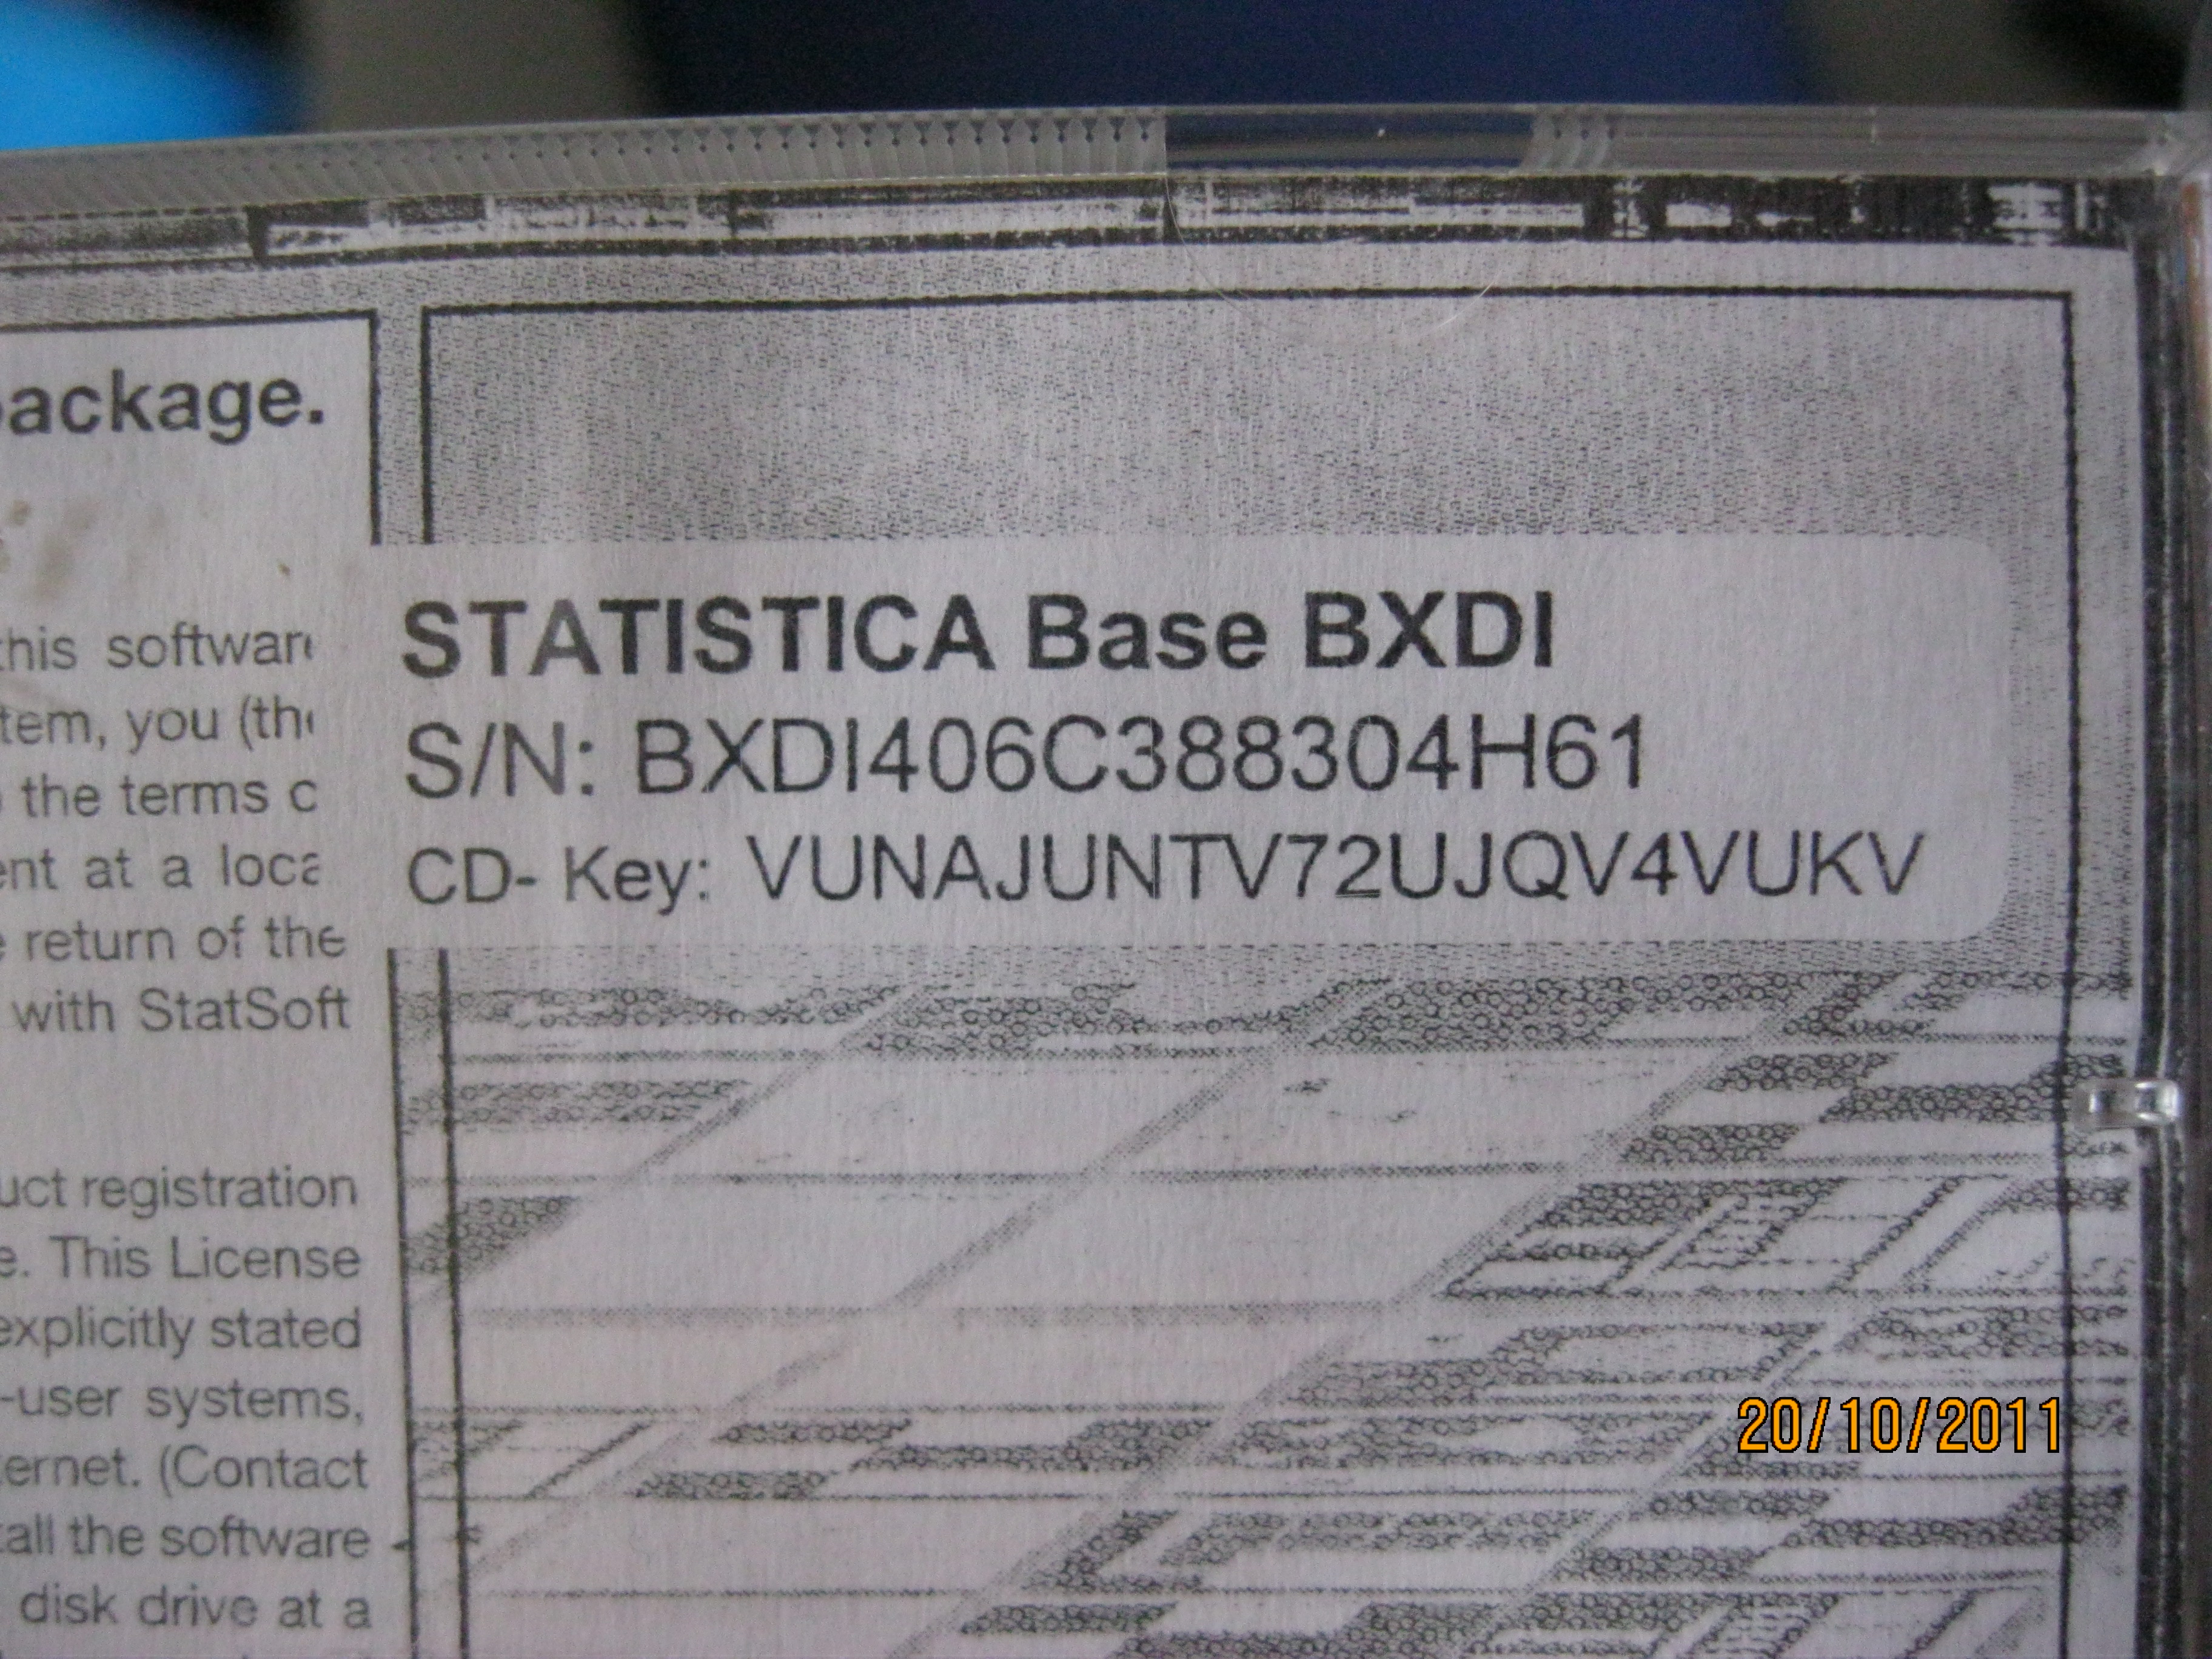 package.
this software
tem, you (the
the terms c
ent at a loca
return of the
with StatSoft
uct registration
e. This License
explicitly stated
-user systems,
ernet. (Contact
all the software
disk drive at a
STATISTICA Base BXDI
S/N: BXDI406C388304H61
CD- Key: VUNAJUNTV72UJQV4VUKV
20/10/2011